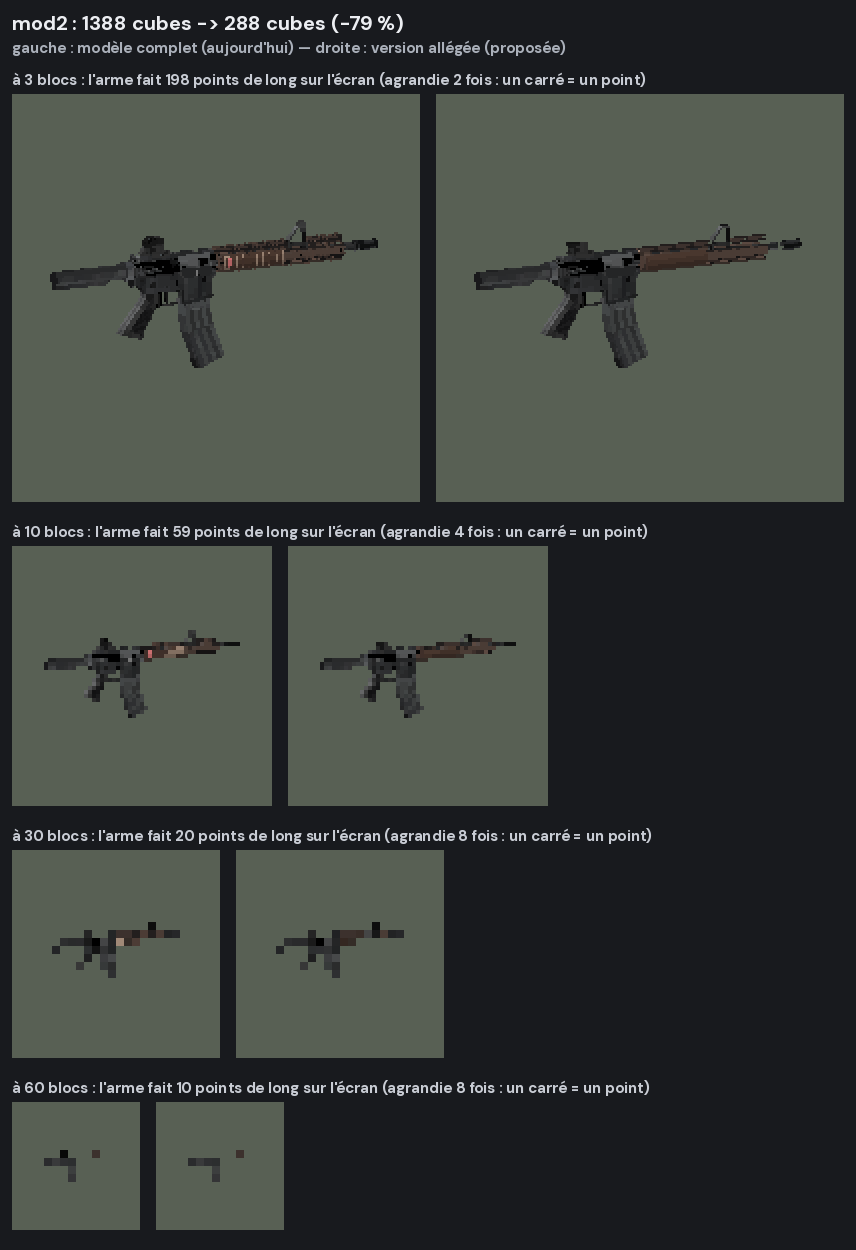 mod2 : 1388 cubes -> 288 cubes (-79 %)
gauche : modèle complet (aujourd'hui) — droite : version allégée (proposée)
à 3 blocs : l'arme fait 198 points de long sur l'écran (agrandie 2 fois : un carré = un point)
à 10 blocs : l'arme fait 59 points de long sur l'écran (agrandie 4 fois : un carré = un point)
à 30 blocs : l'arme fait 20 points de long sur l'écran (agrandie 8 fois : un carré = un point)
à 60 blocs : l'arme fait 10 points de long sur l'écran (agrandie 8 fois : un carré = un point)